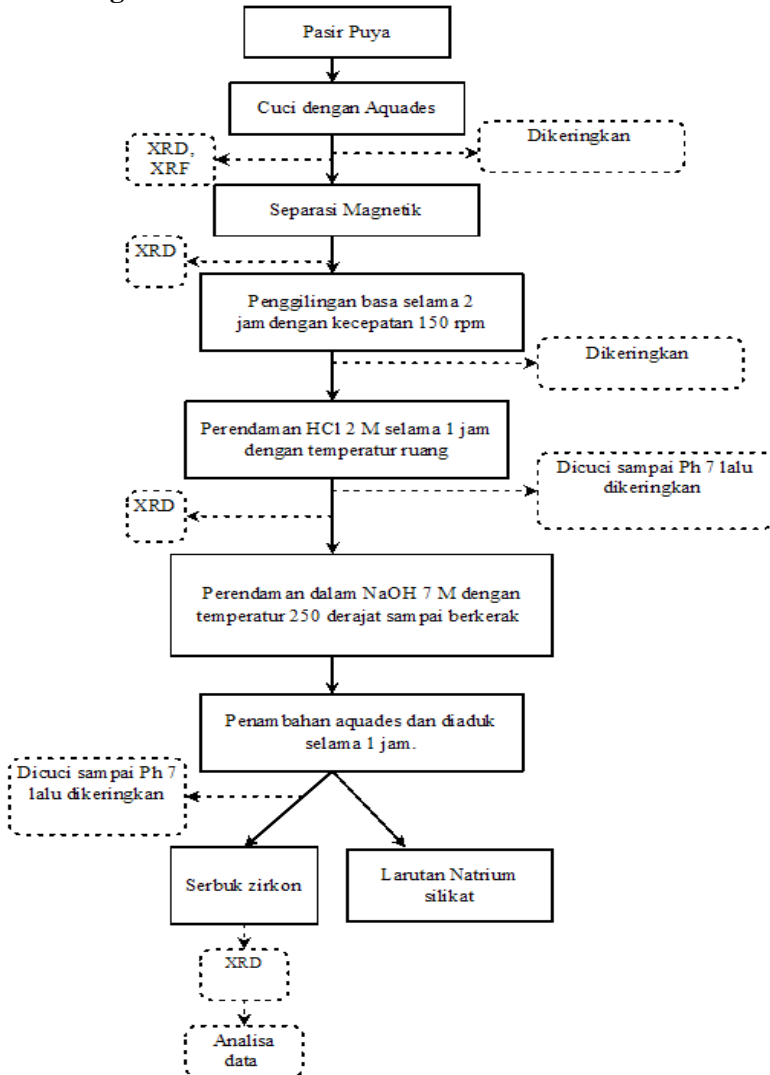 Pasir Puya
Cuci dengan Aquades
Dikeringkan
XRD,
XRF
Separasi Magnetik
XRD
Penggilingan basa selama 2
jam dengan kecepatan 150 rpm
Dikeringkan
Perendaman HCl 2 M selama 1 jam
dengan temperatur ruang
Dicuci sampai Ph 7 lalu
dikeringkan
XRD
Perendaman dalam NaOH 7 M dengan
temperatur 250 derajat sampai berkerak
Penambahan aquades dan diaduk
selama 1 jam.
Dicuci sampai Ph 7
lalu dikeringkan
Serbuk zirkon
Larutan Natrium
silikat
XRD
Analisa
data